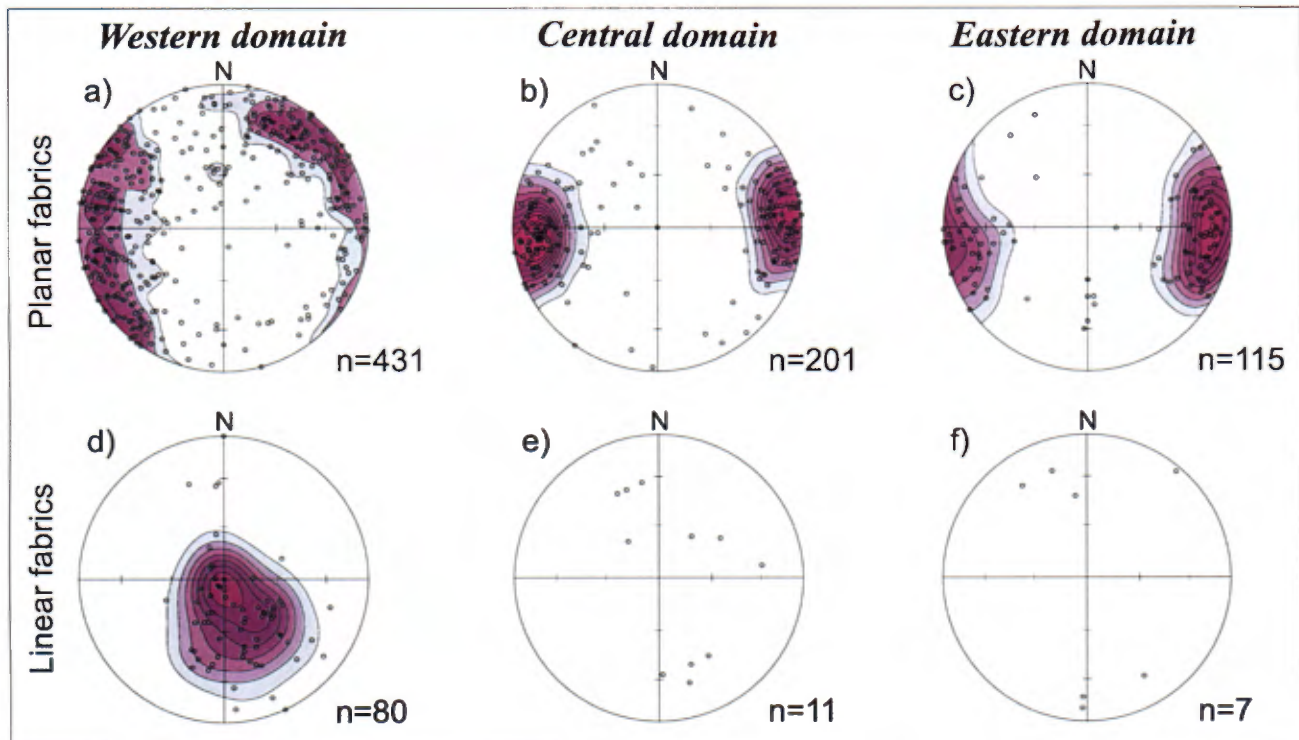 Western domain
Central domain
Eastern domain
Planar fabrics
a)
N
n=431
b)
N
n=201
c)
N
n=115
Linear fabrics
d)
N
n=80
e)
N
n=11
f)
N
n=7